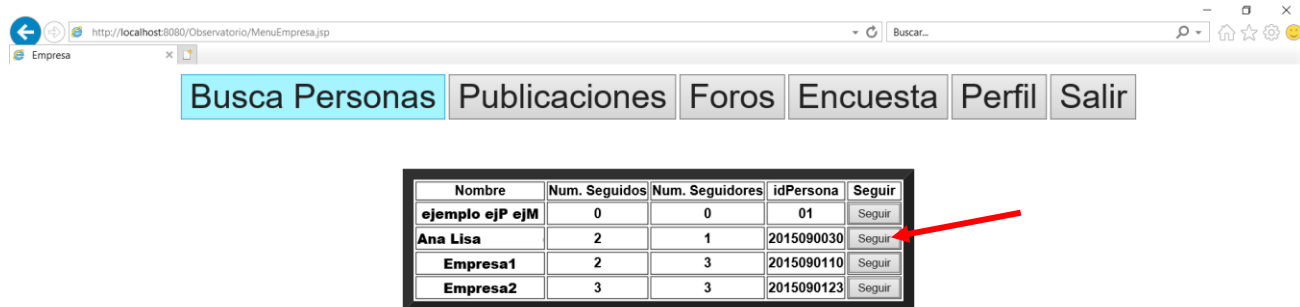 http://localhost:8080/Observatorio/MenuEmpresa.jsp Buscar...
Empresa
Busca Personas Publicaciones Foros Encuesta Perfil Salir
Nombre Num. Seguidos Num. Seguidores idPersona Seguir
ejemplo ejP ejM 0 0 01 Seguir
Ana Lisa 2 1 2015090030 Seguir
Empresa1 2 3 2015090110 Seguir
Empresa2 3 3 2015090123 Seguir